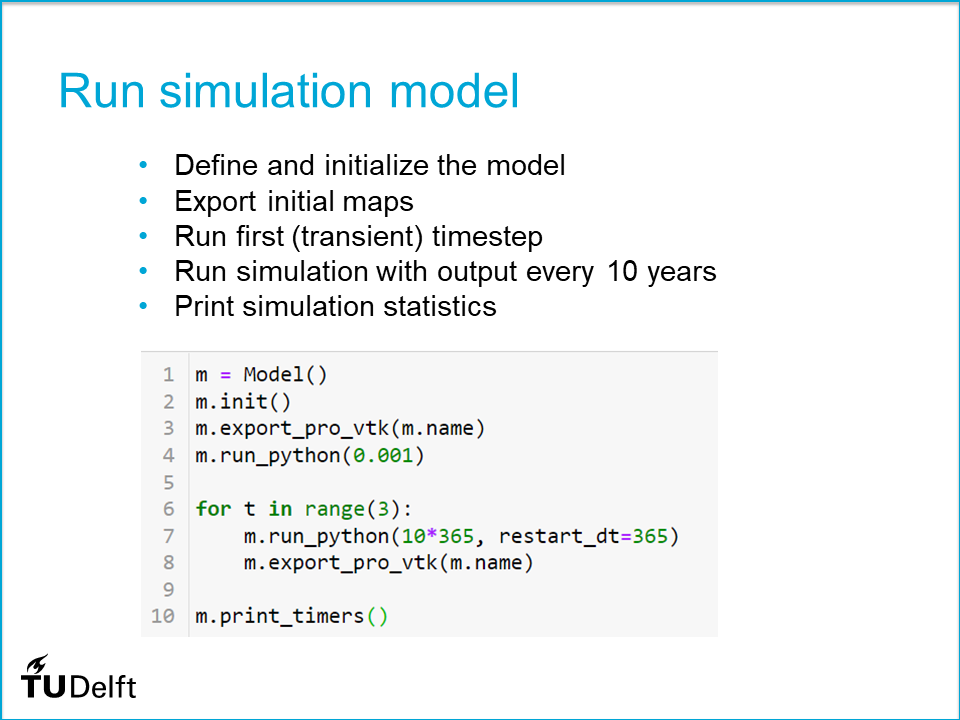 Run simulation model
• Define and initialize the model
• Export initial maps
• Run first (transient) timestep
• Run simulation with output every 10 years
• Print simulation statistics
1 m = Model()
2 m.init()
3 m.export_pro_vtk(m.name)
4 m.run_python(0.001)
5
6 for t in range(3):
7     m.run_python(10*365, restart_dt=365)
8     m.export_pro_vtk(m.name)
9
10 m.print_timers()
TUDelft